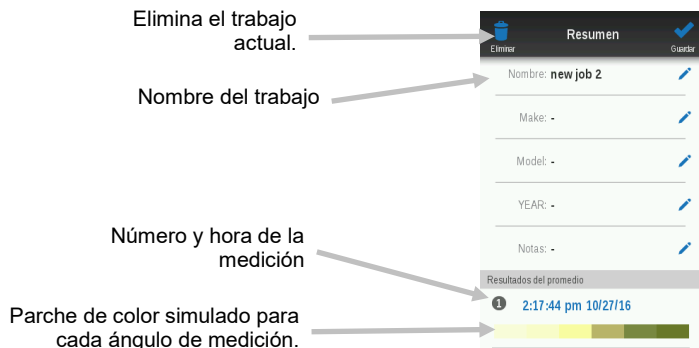 Elimina el trabajo
actual.
Nombre del trabajo
Número y hora de la
medición
Parche de color simulado para
cada ángulo de medición.
Resumen
Eliminar
Guardar
Nombre: new job 2
Make: -
Model: -
YEAR: -
Notas: -
Resultados del promedio
1 2:17:44 pm 10/27/16